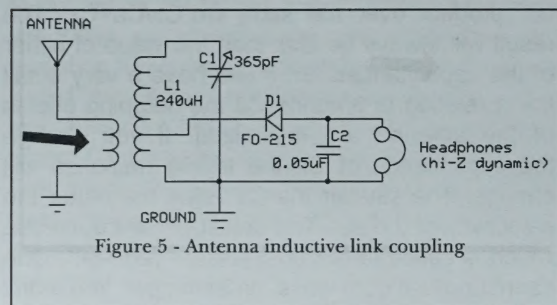 ANTENNA
C1
365pF
L1
240uH
D1
FO-215
C2
0.05uF
Headphones
(hi-Z dynamic)
GROUND
Figure 5 - Antenna inductive link coupling